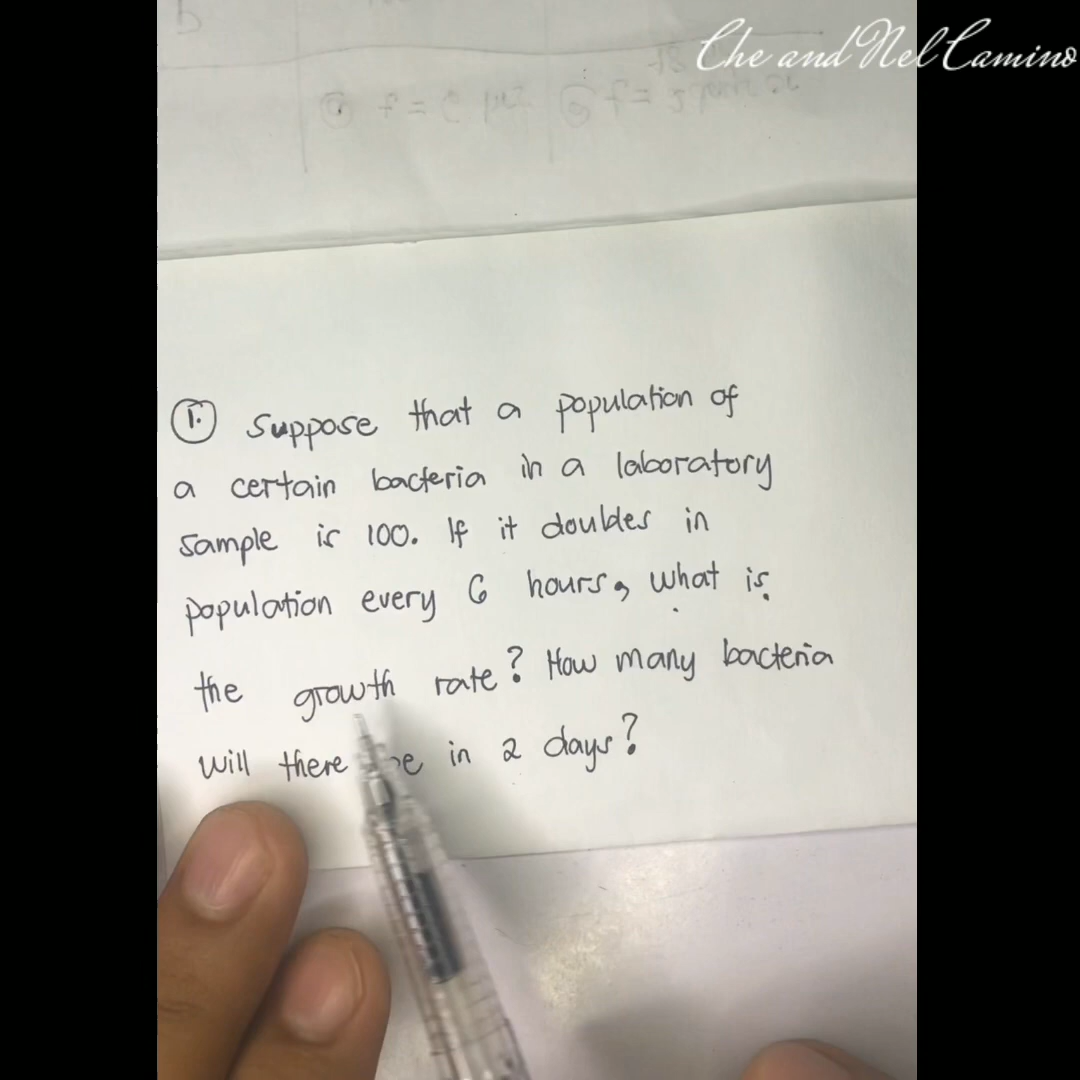 Che and Nel Camino
1. Suppose that a population of
a certain bacteria in a laboratory
sample is 100. If it doubles in
population every 6 hours, what is
the growth rate? How many bacteria
will there be in 2 days?